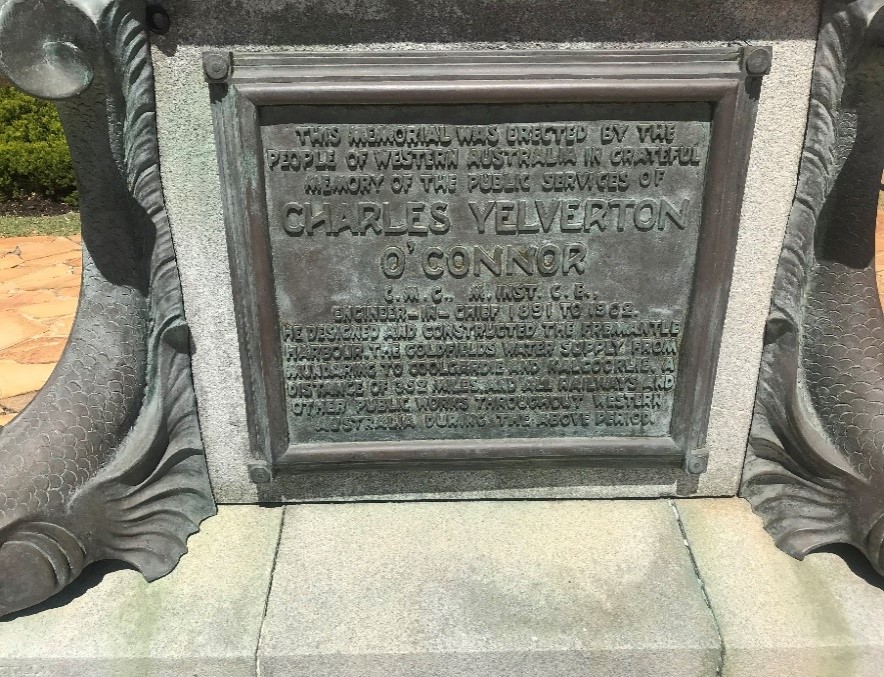 THIS MEMORIAL WAS ERECTED BY THE
PEOPLE OF WESTERN AUSTRALIA IN GRATEFUL
MEMORY OF THE PUBLIC SERVICES OF
CHARLES YELVERTON
O'CONNOR
C.M.G., M.INST.C.E.,
ENGINEER-IN-CHIEF 1891 TO 1902.
HE DESIGNED AND CONSTRUCTED THE FREMANTLE
HARBOUR, THE GOLDFIELDS WATER SUPPLY FROM
MUNDARING TO COOLGARDIE AND KALGOORLIE, A
DISTANCE OF 352 MILES, AND ALL RAILWAYS AND
OTHER PUBLIC WORKS THROUGHOUT WESTERN
AUSTRALIA DURING THE ABOVE PERIOD.